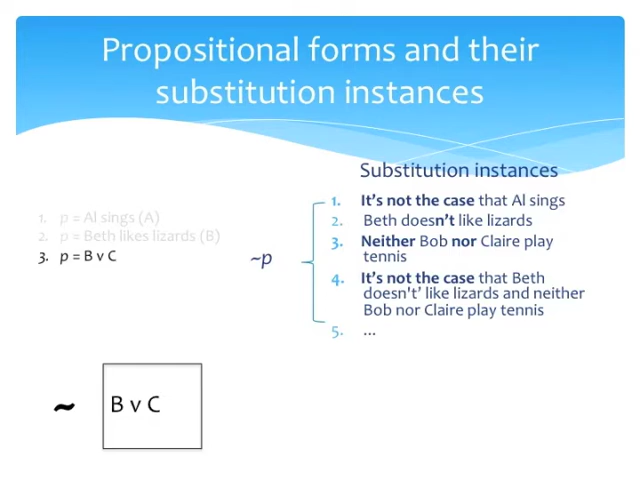 Propositional forms and their
substitution instances
Substitution instances
1. p = Al sings (A)
2. p = Beth likes lizards (B)
3. p = B v C
~p
1. It's not the case that Al sings
2. Beth doesn't like lizards
3. Neither Bob nor Claire play
tennis
4. It's not the case that Beth
doesn't' like lizards and neither
Bob nor Claire play tennis
5. ...
~ B v C